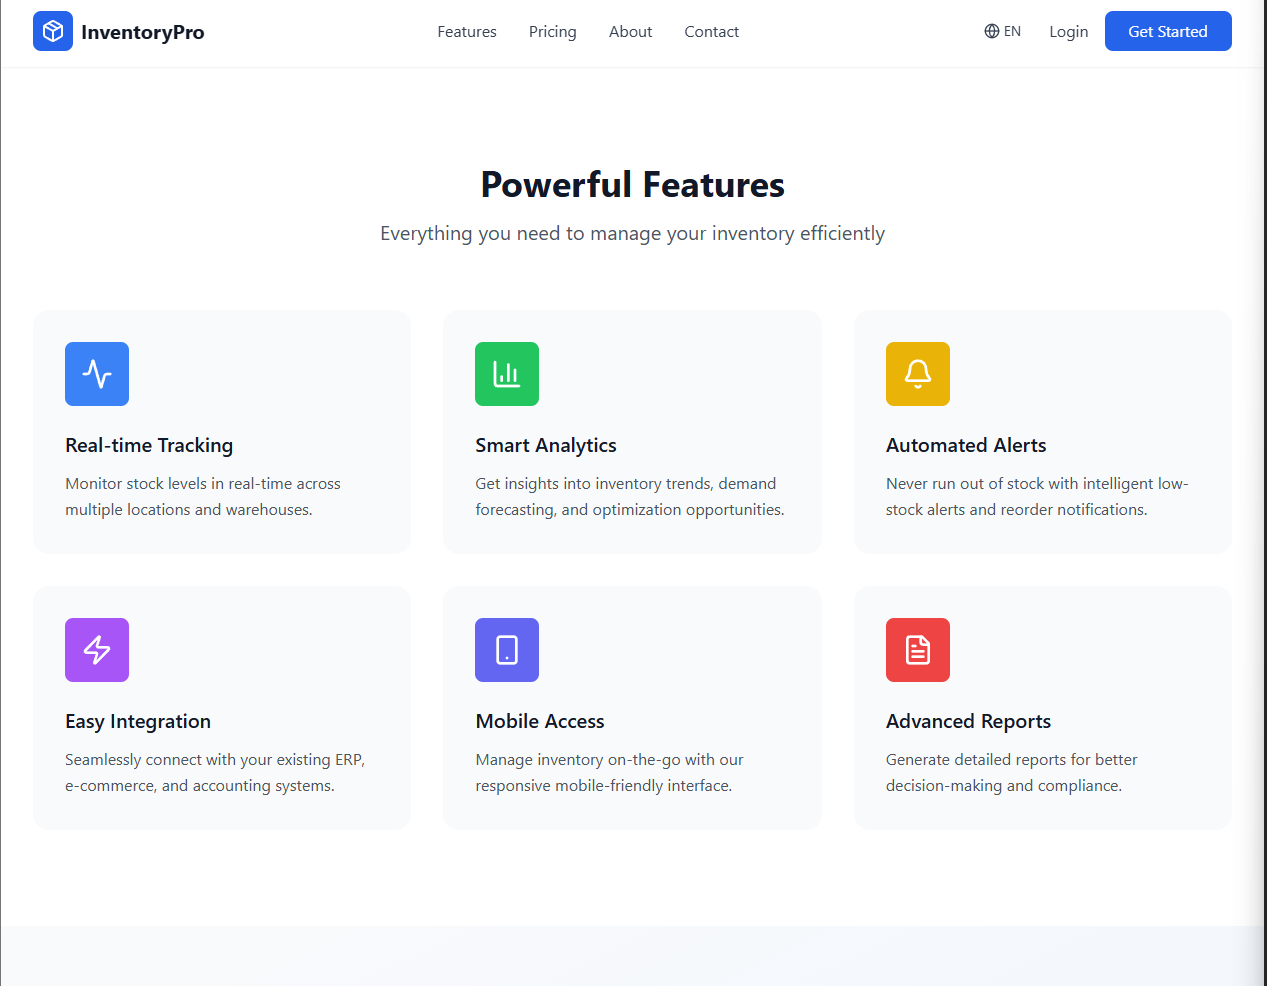 InventoryPro
Features
Pricing
About
Contact
EN
Login
Get Started
Powerful Features
Everything you need to manage your inventory efficiently
Real-time Tracking
Monitor stock levels in real-time across
multiple locations and warehouses.
Smart Analytics
Get insights into inventory trends, demand
forecasting, and optimization opportunities.
Automated Alerts
Never run out of stock with intelligent low-
stock alerts and reorder notifications.
Easy Integration
Seamlessly connect with your existing ERP,
e-commerce, and accounting systems.
Mobile Access
Manage inventory on-the-go with our
responsive mobile-friendly interface.
Advanced Reports
Generate detailed reports for better
decision-making and compliance.